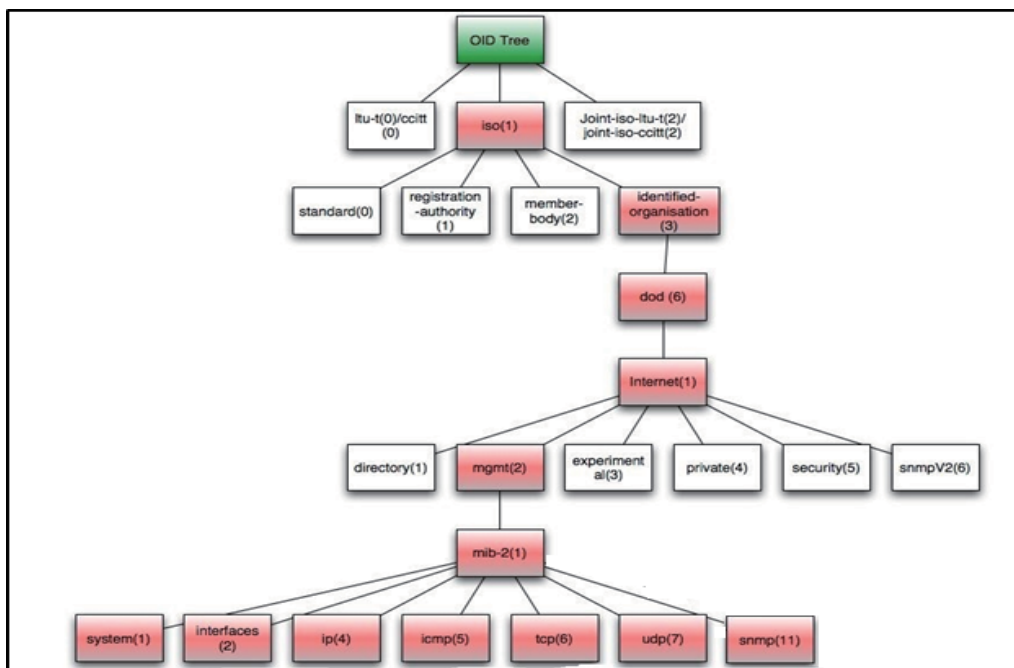 OID Tree
ltu-t(0)/ccitt
(0)
iso(1)
Joint-iso-ltu-t(2)/
joint-iso-ccitt(2)
standard(0)
registration
-authority
(1)
member-
body(2)
identified-
organisation
(3)
dod (6)
Internet(1)
directory(1)
mgmt(2)
experiment
al(3)
private(4)
security(5)
snmpV2(6)
mib-2(1)
system(1)
interfaces
(2)
ip(4)
icmp(5)
tcp(6)
udp(7)
snmp(11)